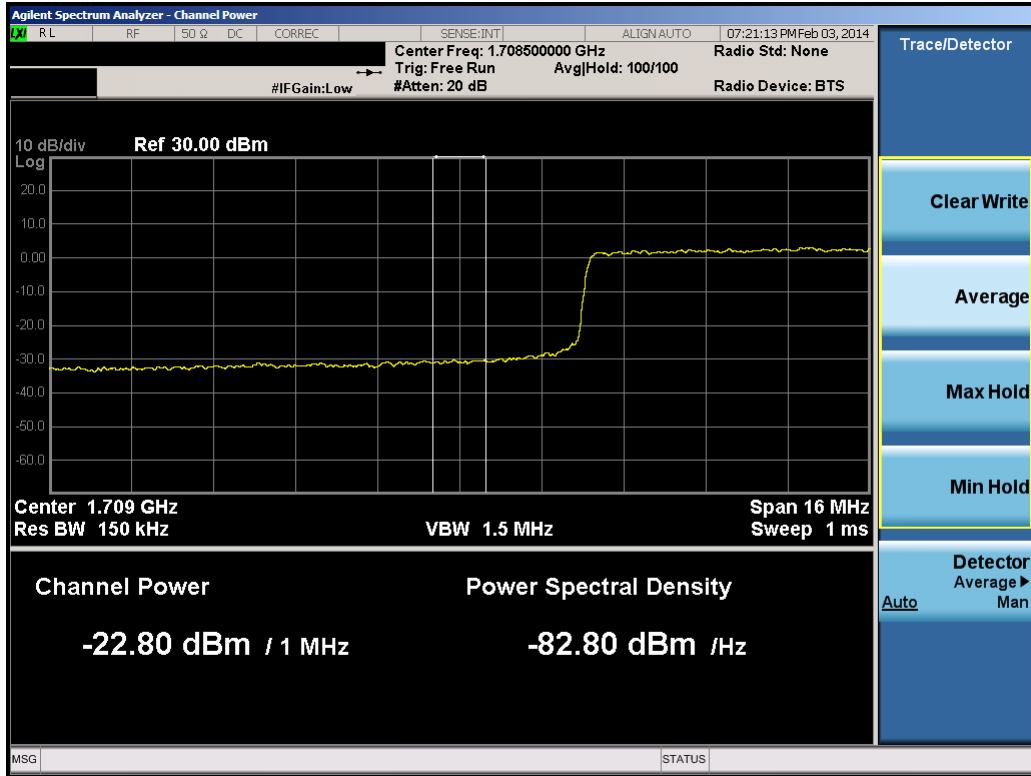 Agilent Spectrum Analyzer - Channel Power
LXI RL RF 50 Ω DC CORREC SENSE:INT ALIGN AUTO 07:21:13 PM Feb 03, 2014
Center Freq: 1.708500000 GHz Radio Std: None
Trig: Free Run Avg|Hold: 100/100
#IFGain:Low #Atten: 20 dB Radio Device: BTS
10 dB/div Ref 30.00 dBm
Log
20.0
10.0
0.00
-10.0
-20.0
-30.0
-40.0
-50.0
-60.0
Center 1.709 GHz Span 16 MHz
Res BW 150 kHz VBW 1.5 MHz Sweep 1 ms
Channel Power Power Spectral Density
-22.80 dBm / 1 MHz -82.80 dBm /Hz
MSG STATUS
Trace/Detector
Clear Write
Average
Max Hold
Min Hold
Detector
Average ▶
Auto Man